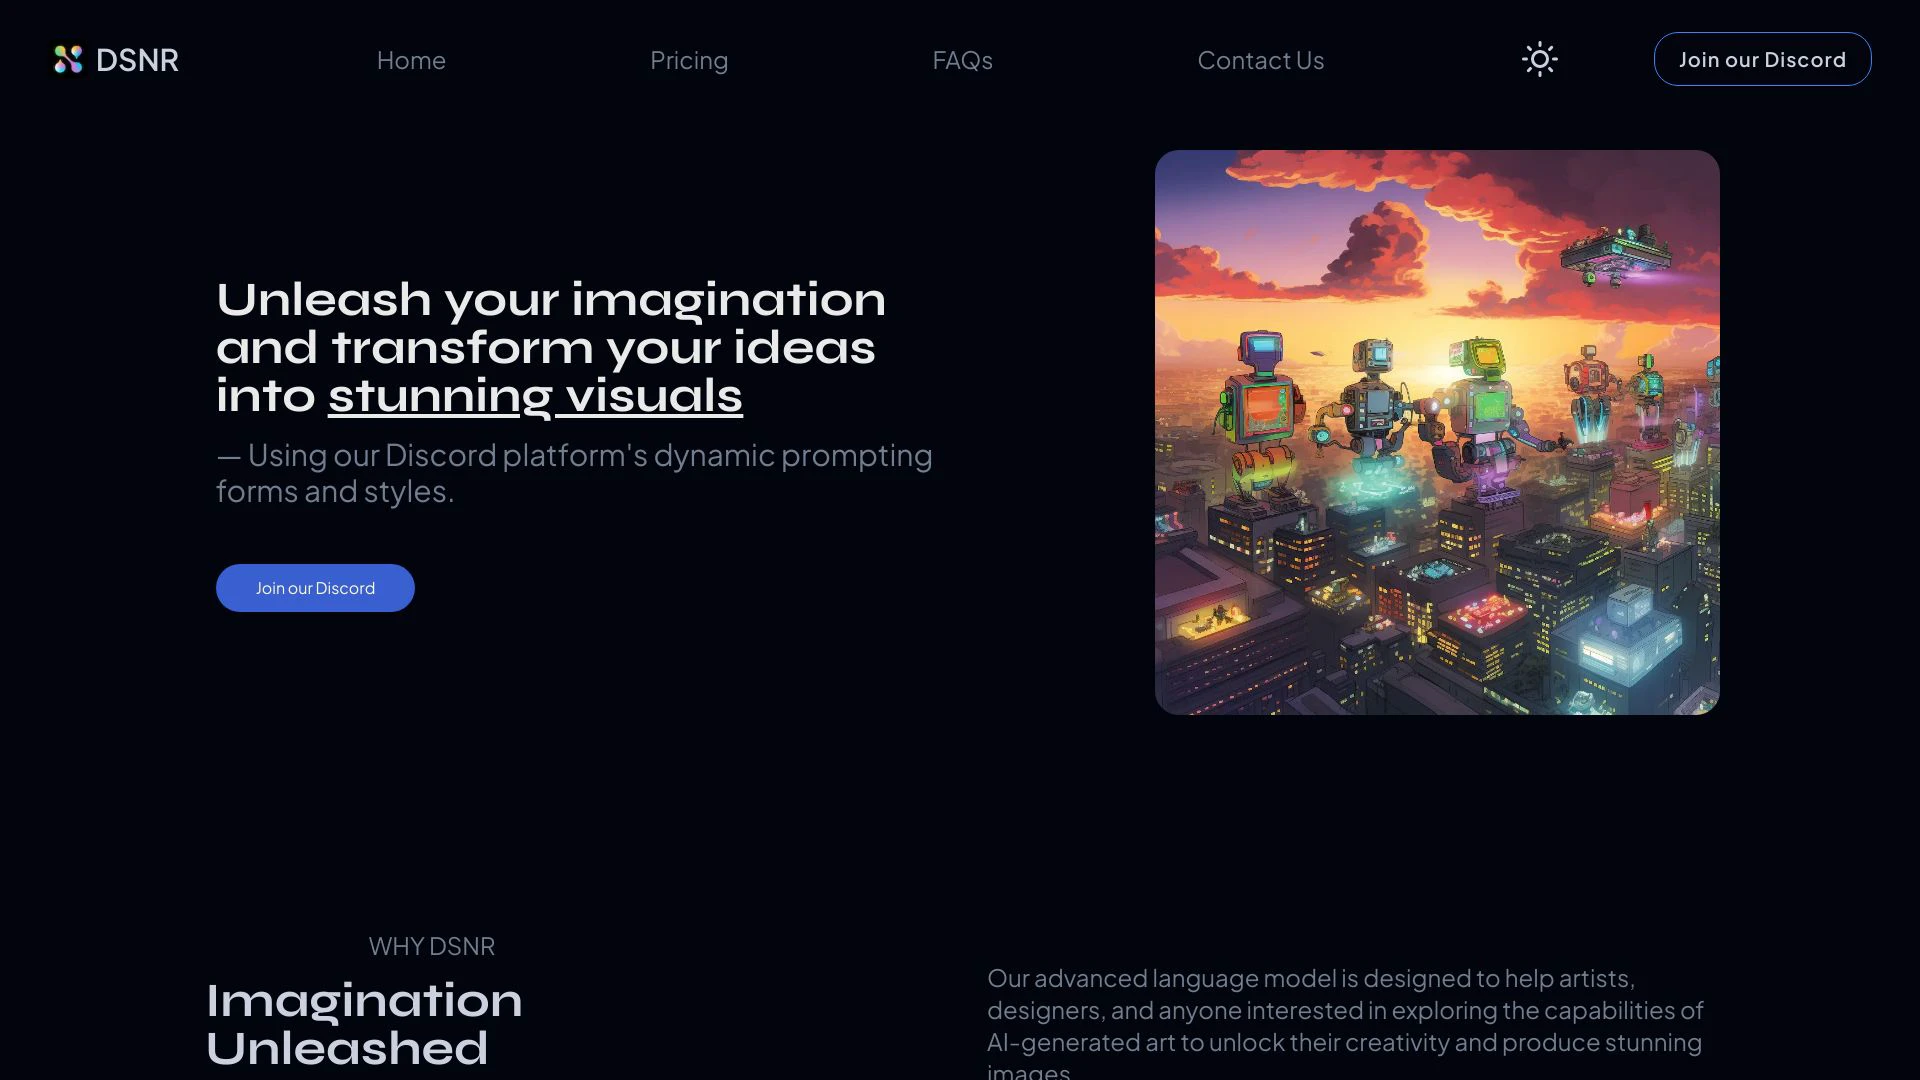 DSNR
Home
Pricing
FAQs
Contact Us
Join our Discord
Unleash your imagination
and transform your ideas
into stunning visuals
— Using our Discord platform's dynamic prompting
forms and styles.
Join our Discord
WHY DSNR
Imagination
Unleashed
Our advanced language model is designed to help artists,
designers, and anyone interested in exploring the capabilities of
AI-generated art to unlock their creativity and produce stunning
images